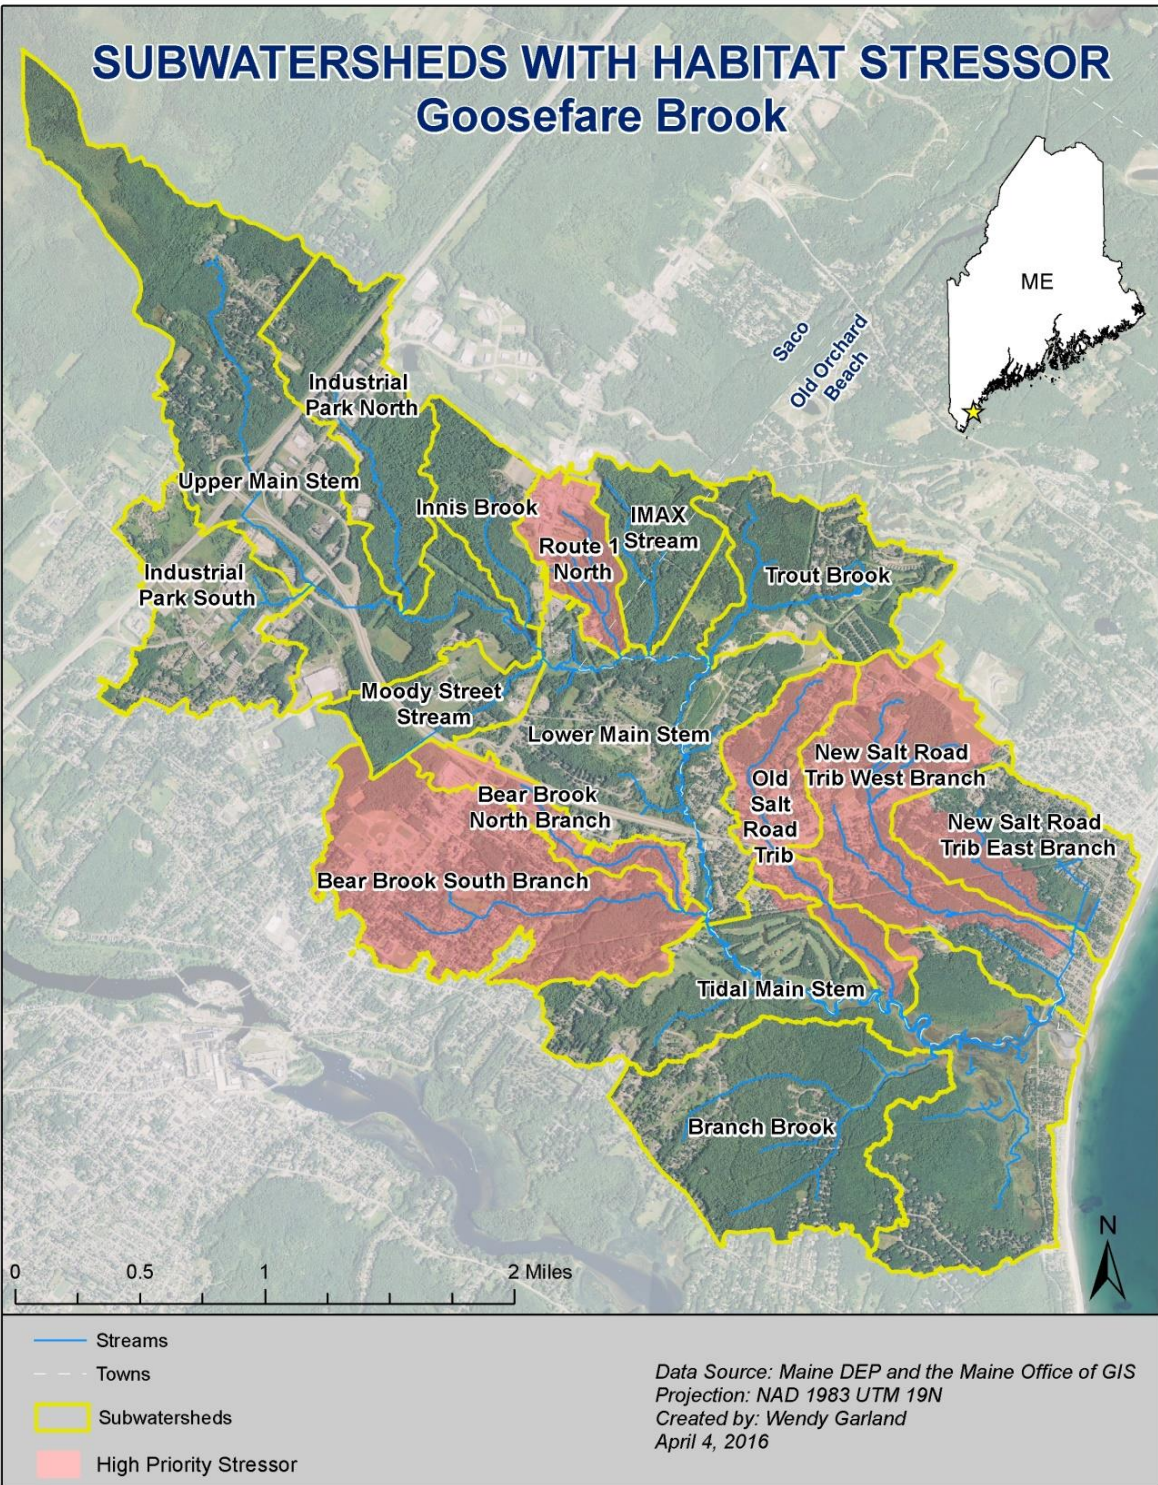 SUBWATERSHEDS WITH HABITAT STRESSOR
Goosefare Brook
ME
Saco
Old Orchard
Beach
Industrial
Park North
Upper Main Stem
Innis Brook
IMAX
Stream
Route 1
North
Trout Brook
Industrial
Park South
Moody Street
Stream
Lower Main Stem
New Salt Road
Trib West Branch
Old
Salt
Road
Trib
Bear Brook
North Branch
New Salt Road
Trib East Branch
Bear Brook South Branch
Tidal Main Stem
Branch Brook
N
0 0.5 1 2 Miles
Streams
Towns
Subwatersheds
High Priority Stressor
Data Source: Maine DEP and the Maine Office of GIS
Projection: NAD 1983 UTM 19N
Created by: Wendy Garland
April 4, 2016